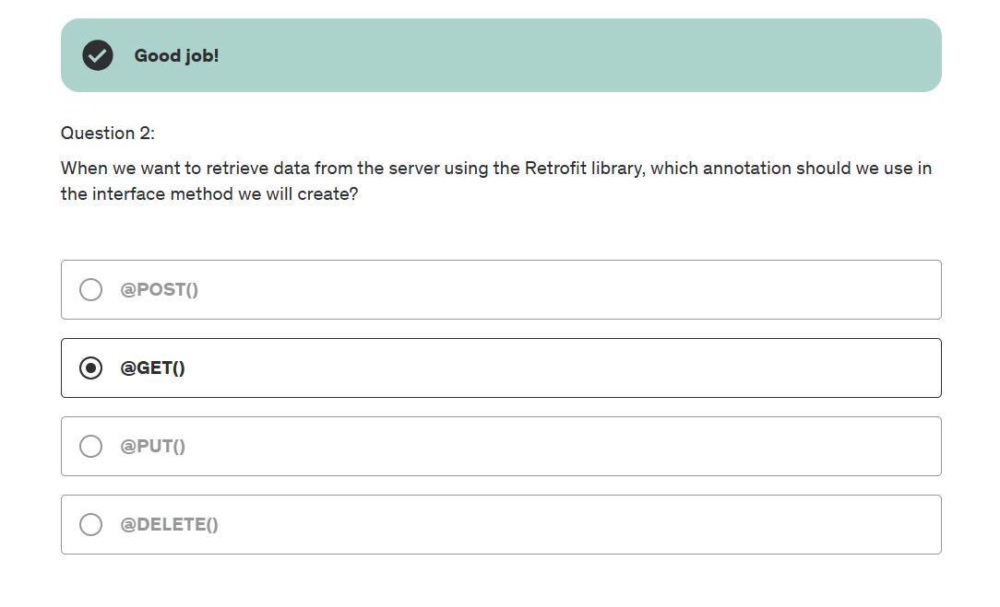 Good job!
Question 2:
When we want to retrieve data from the server using the Retrofit library, which annotation should we use in
the interface method we will create?
@POST()
@GET()
@PUT()
@DELETE()